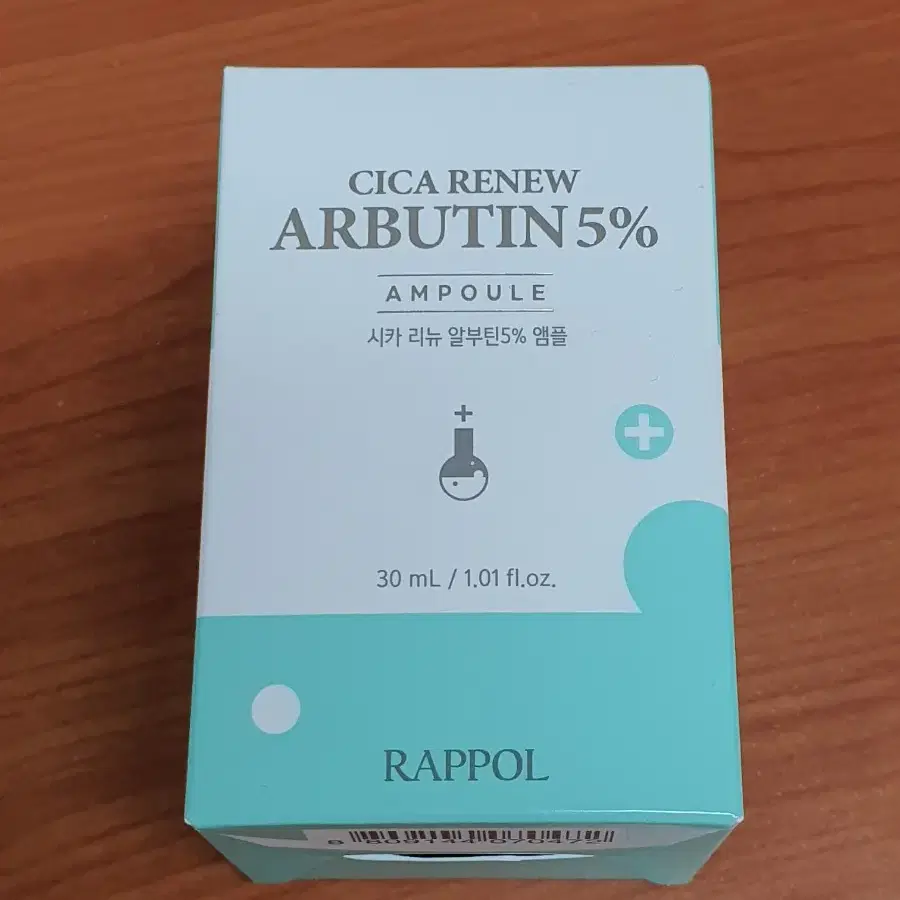 CICA RENEW
ARBUTIN 5%
AMPOULE
시카 리뉴 알부틴5% 앰플
30 mL / 1.01 fl.oz.
RAPPOL